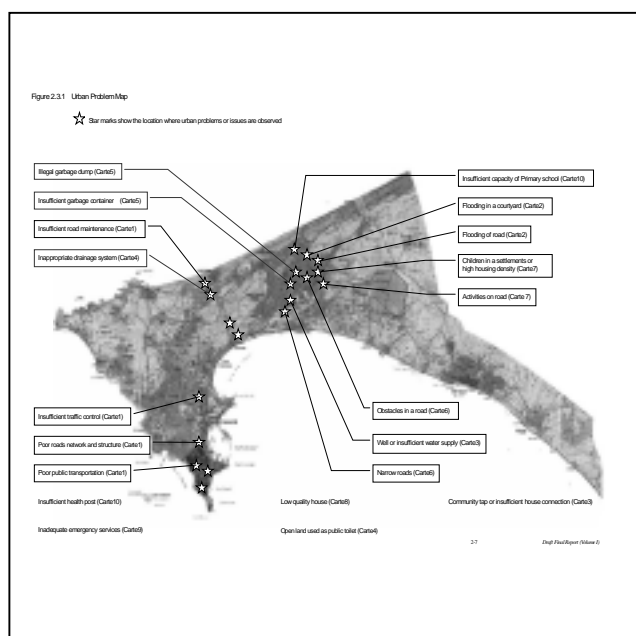 Figure 2.3.1 Urban Problem Map
Star marks show the location where urban problems or issues are observed
Illegal garbage dump (Carte5)
Insufficient garbage container (Carte5)
Insufficient road maintenance (Carte1)
Inappropriate drainage system (Carte4)
Insufficient capacity of Primary school (Carte10)
Flooding in a courtyard (Carte2)
Flooding of road (Carte2)
Children in a settlements or
high housing density (Carte7)
Activities on road (Carte 7)
Insufficient traffic control (Carte1)
Poor roads network and structure (Carte1)
Poor public transportation (Carte1)
Obstacles in a road (Carte6)
Well or insufficient water supply (Carte3)
Narrow roads (Carte6)
Insufficient health post (Carte10)
Low quality house (Carte8)
Community tap or insufficient house connection (Carte3)
Inadequate emergency services (Carte9)
Open land used as public toilet (Carte4)
2-7
Draft Final Report (Volume I)